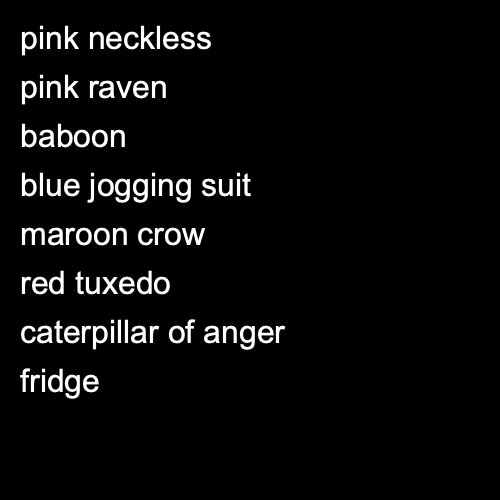 pink neckless
pink raven
baboon
blue jogging suit
maroon crow
red tuxedo
caterpillar of anger
fridge